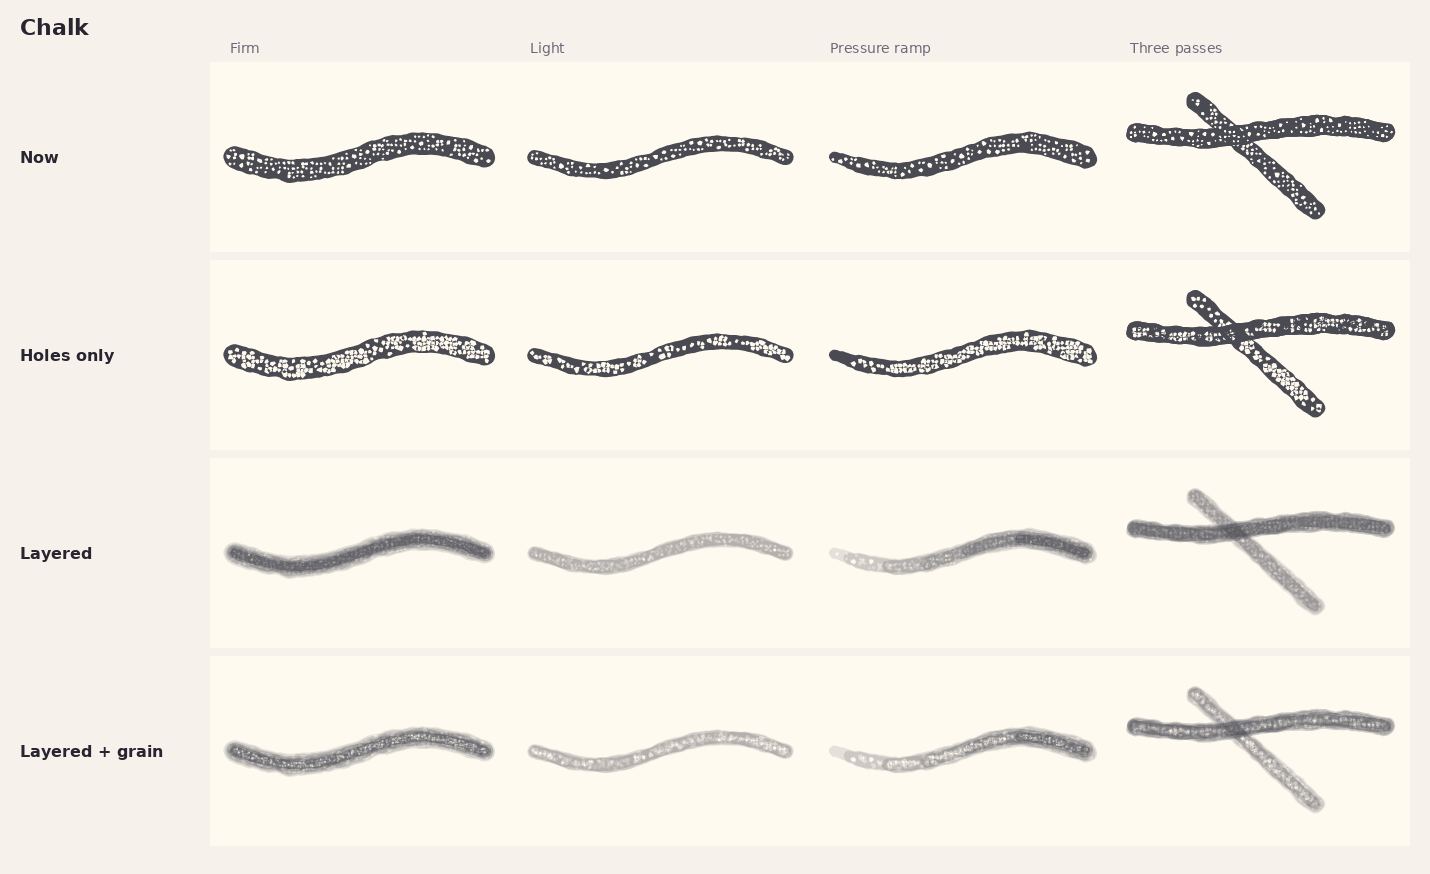 Chalk
Firm Light Pressure ramp Three passes
Now
Holes only
Layered
Layered + grain